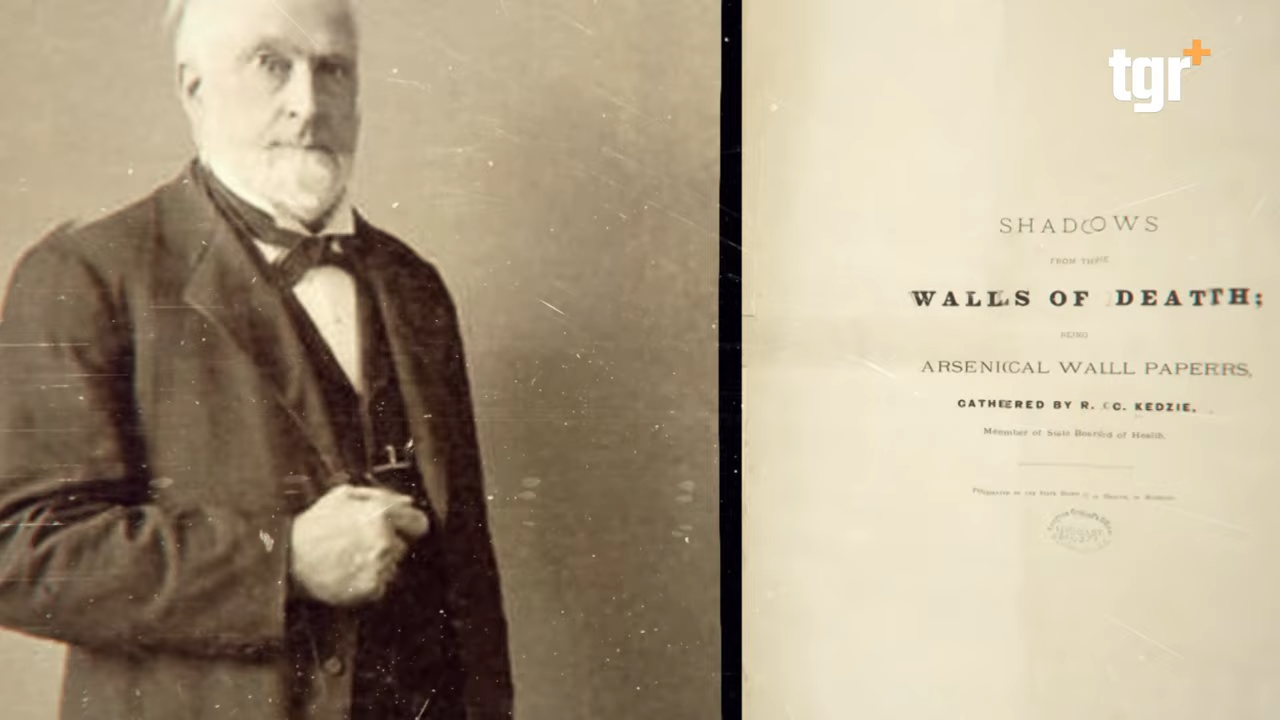 tgr+
SHADOWS
FROM THE
WALLS OF DEATH;
BEING
ARSENICAL WALL PAPERS,
GATHERED BY R. C. KEDZIE,
Member of State Board of Health.